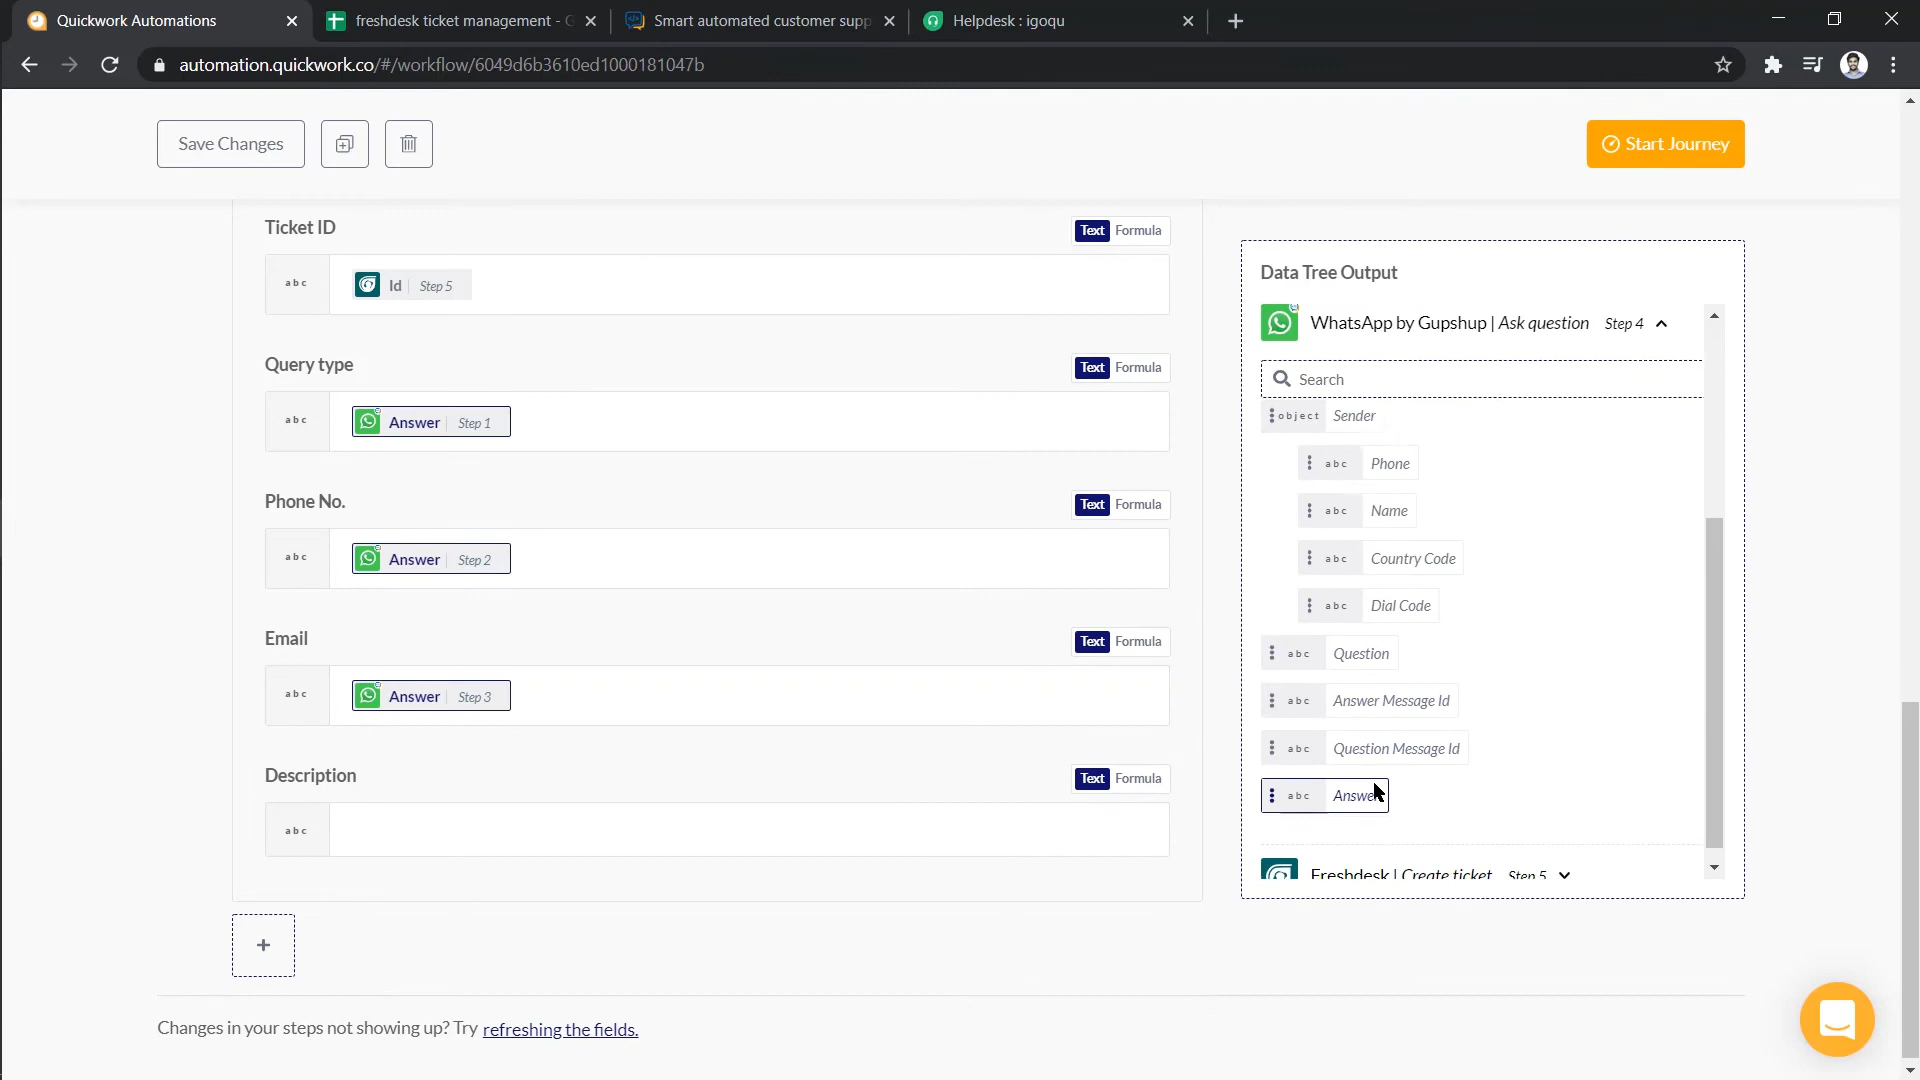 Quickwork Automations
freshdesk ticket management - G
Smart automated customer supp
Helpdesk : igoqu
automation.quickwork.co/#/workflow/6049d6b3610ed1000181047b
Save Changes
Start Journey
Ticket ID
Text Formula
abc
Id | Step 5
Query type
Text Formula
abc
Answer | Step 1
Phone No.
Text Formula
abc
Answer | Step 2
Email
Text Formula
abc
Answer | Step 3
Description
Text Formula
abc
+
Data Tree Output
WhatsApp by Gupshup | Ask question Step 4
Search
object Sender
abc Phone
abc Name
abc Country Code
abc Dial Code
abc Question
abc Answer Message Id
abc Question Message Id
abc Answer
Freshdesk | Create ticket Step 5
Changes in your steps not showing up? Try refreshing the fields.